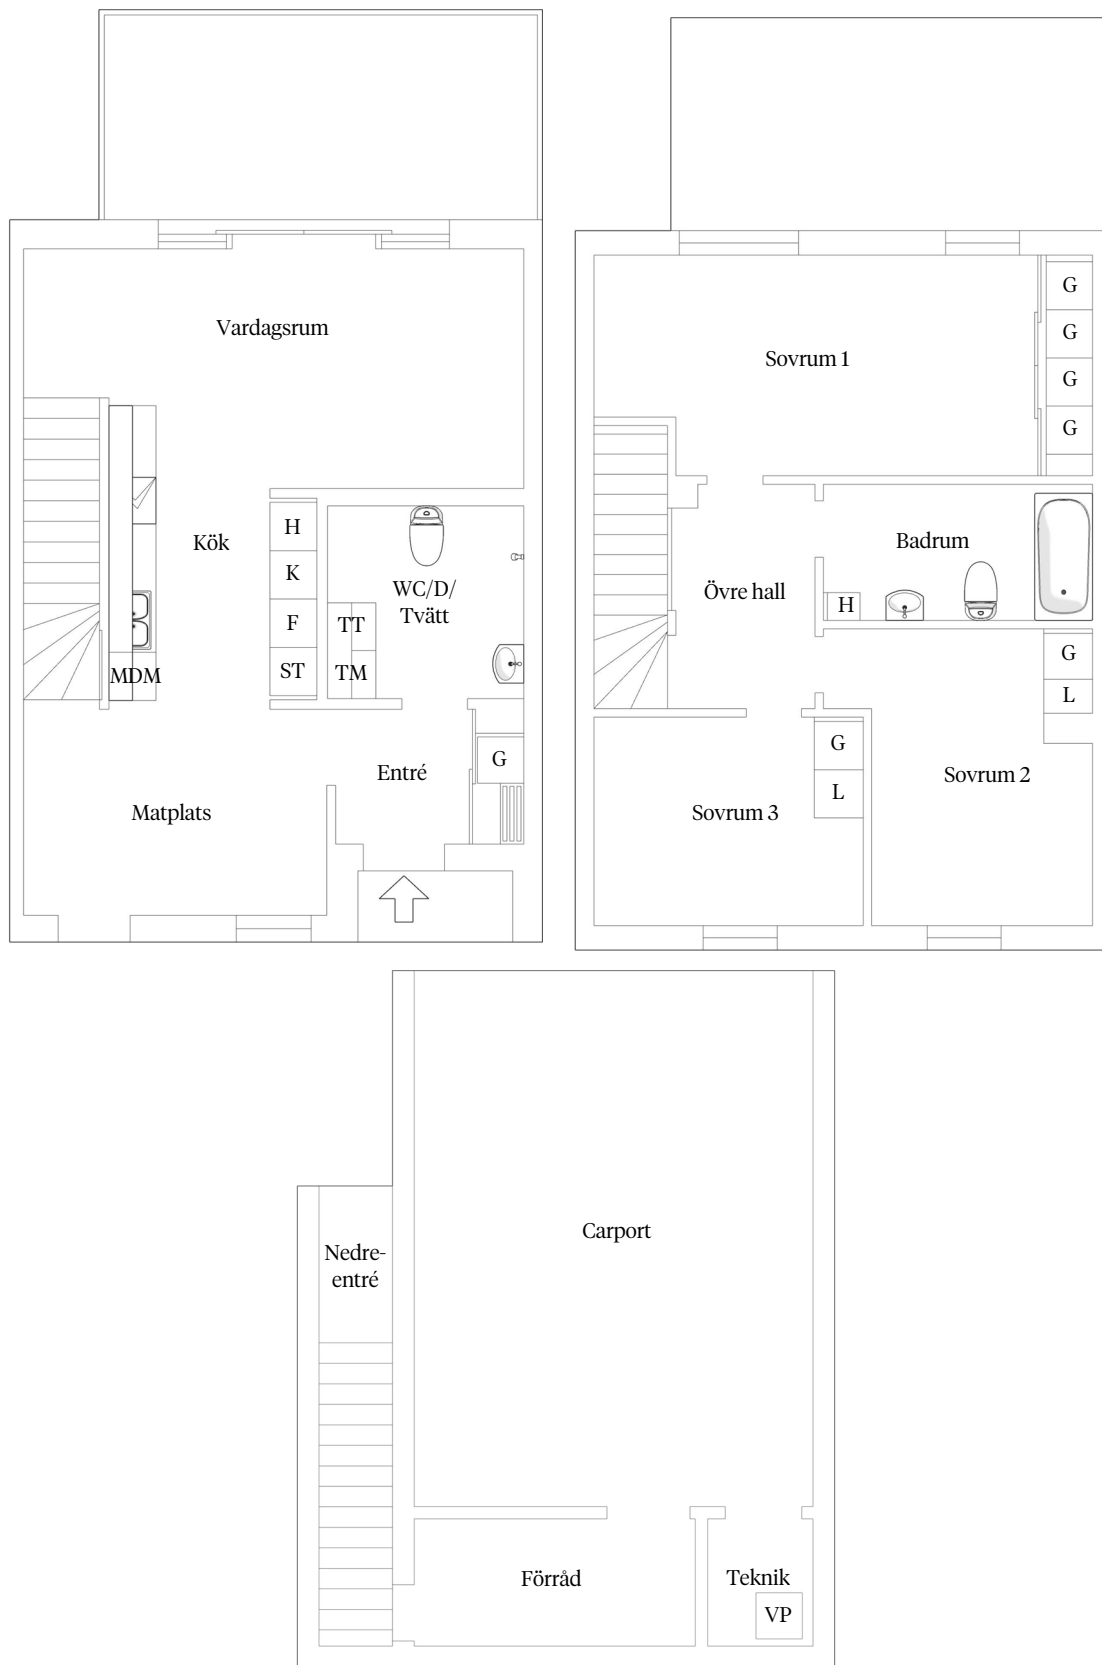 Vardagsrum
Kök
H
K
F
ST
WC/D/
Tvätt
TT
TM
MDM
Entré
G
Matplats
Sovrum 1
G
G
G
G
Badrum
Övre hall
H
G
L
Sovrum 2
G
L
Sovrum 3
Carport
Nedre-
entré
Förråd
Teknik
VP